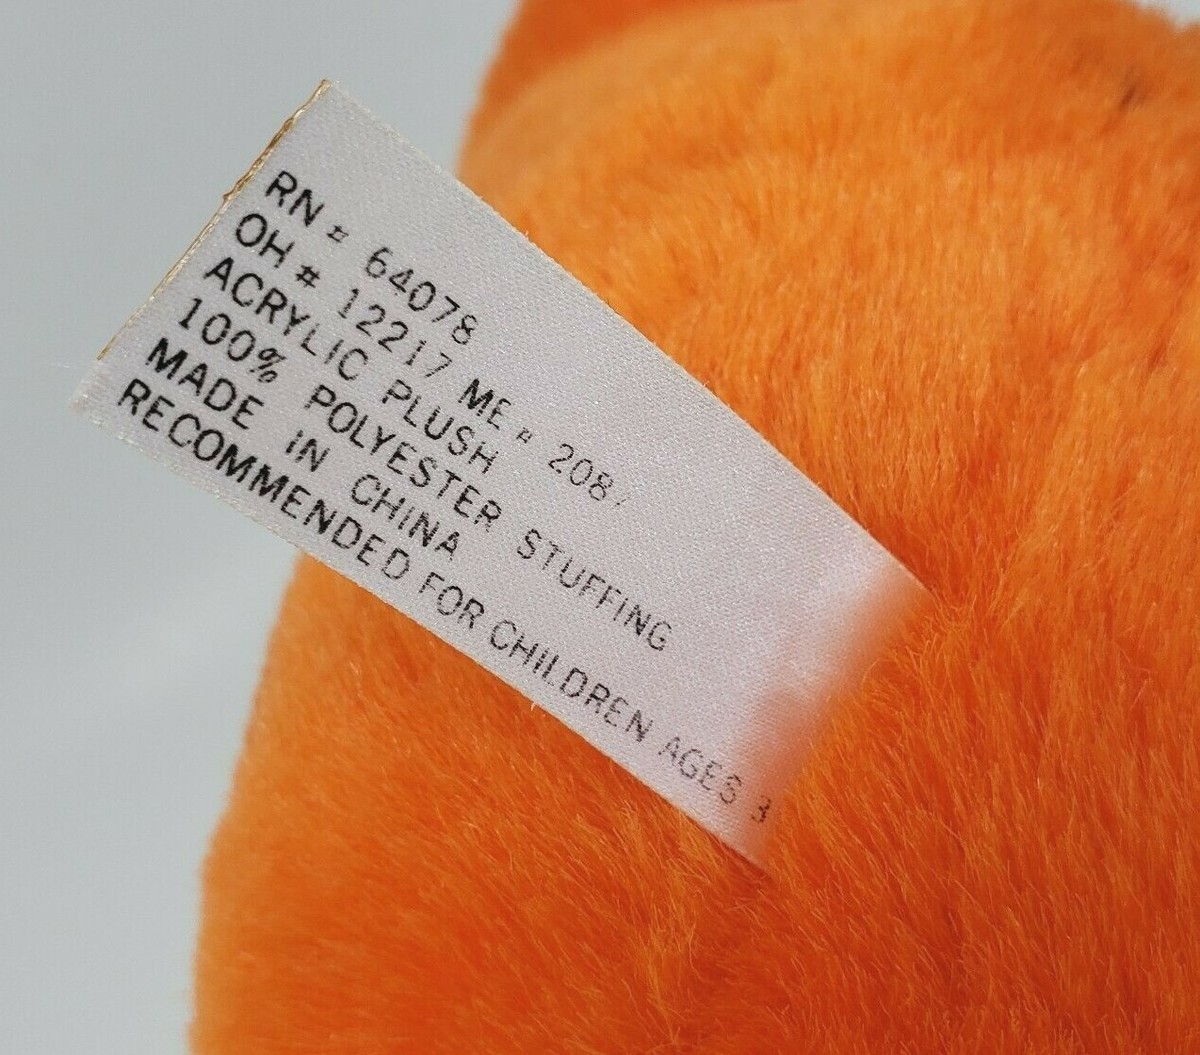 RN # 64078
OH # 12217 ME # 208
ACRYLIC PLUSH
100% POLYESTER STUFFING
MADE IN CHINA
RECOMMENDED FOR CHILDREN AGES 3